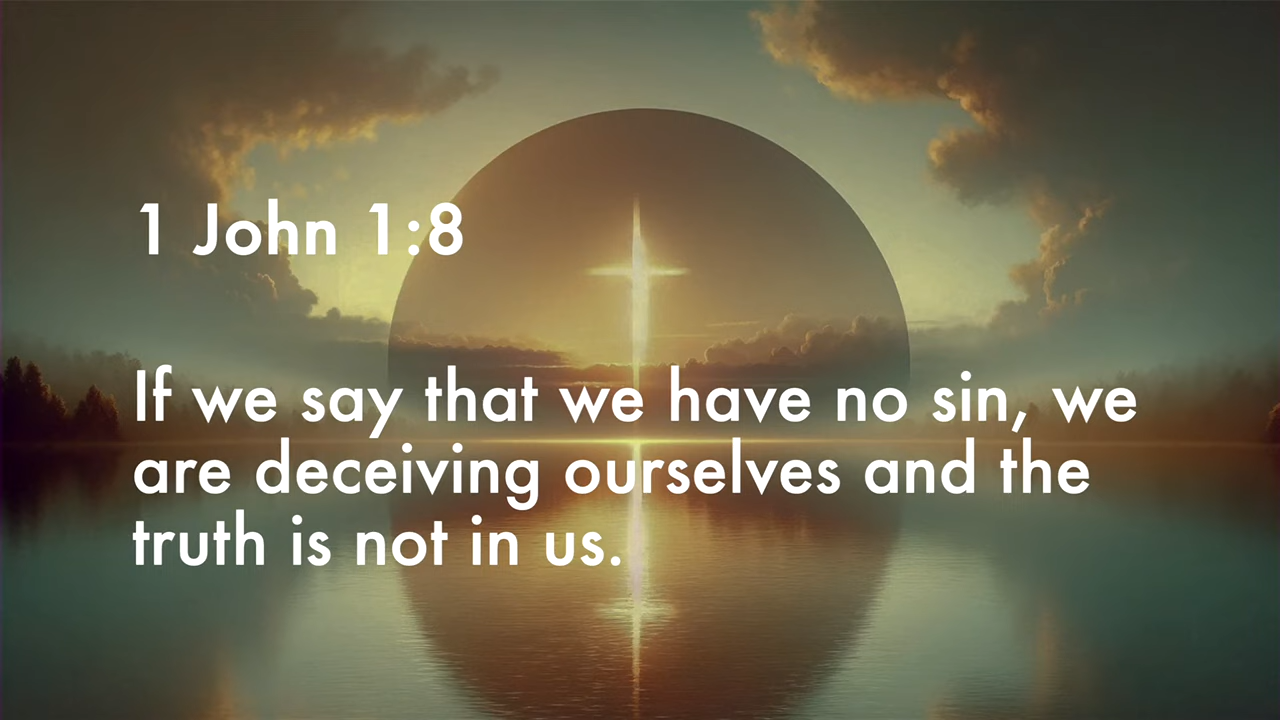 1 John 1:8
If we say that we have no sin, we
are deceiving ourselves and the
truth is not in us.